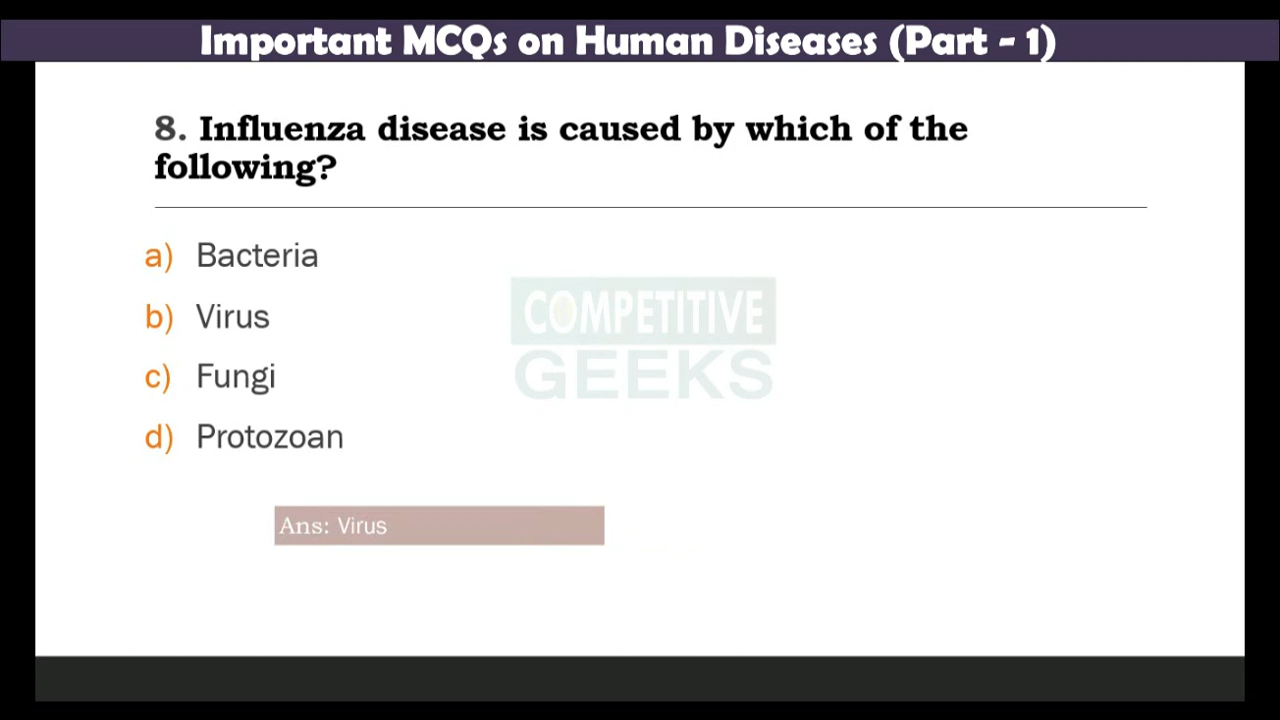 Important MCQs on Human Diseases (Part - 1)
8. Influenza disease is caused by which of the
following?
a) Bacteria
b) Virus
c) Fungi
d) Protozoan
COMPETITIVE
GEEKS
Ans: Virus